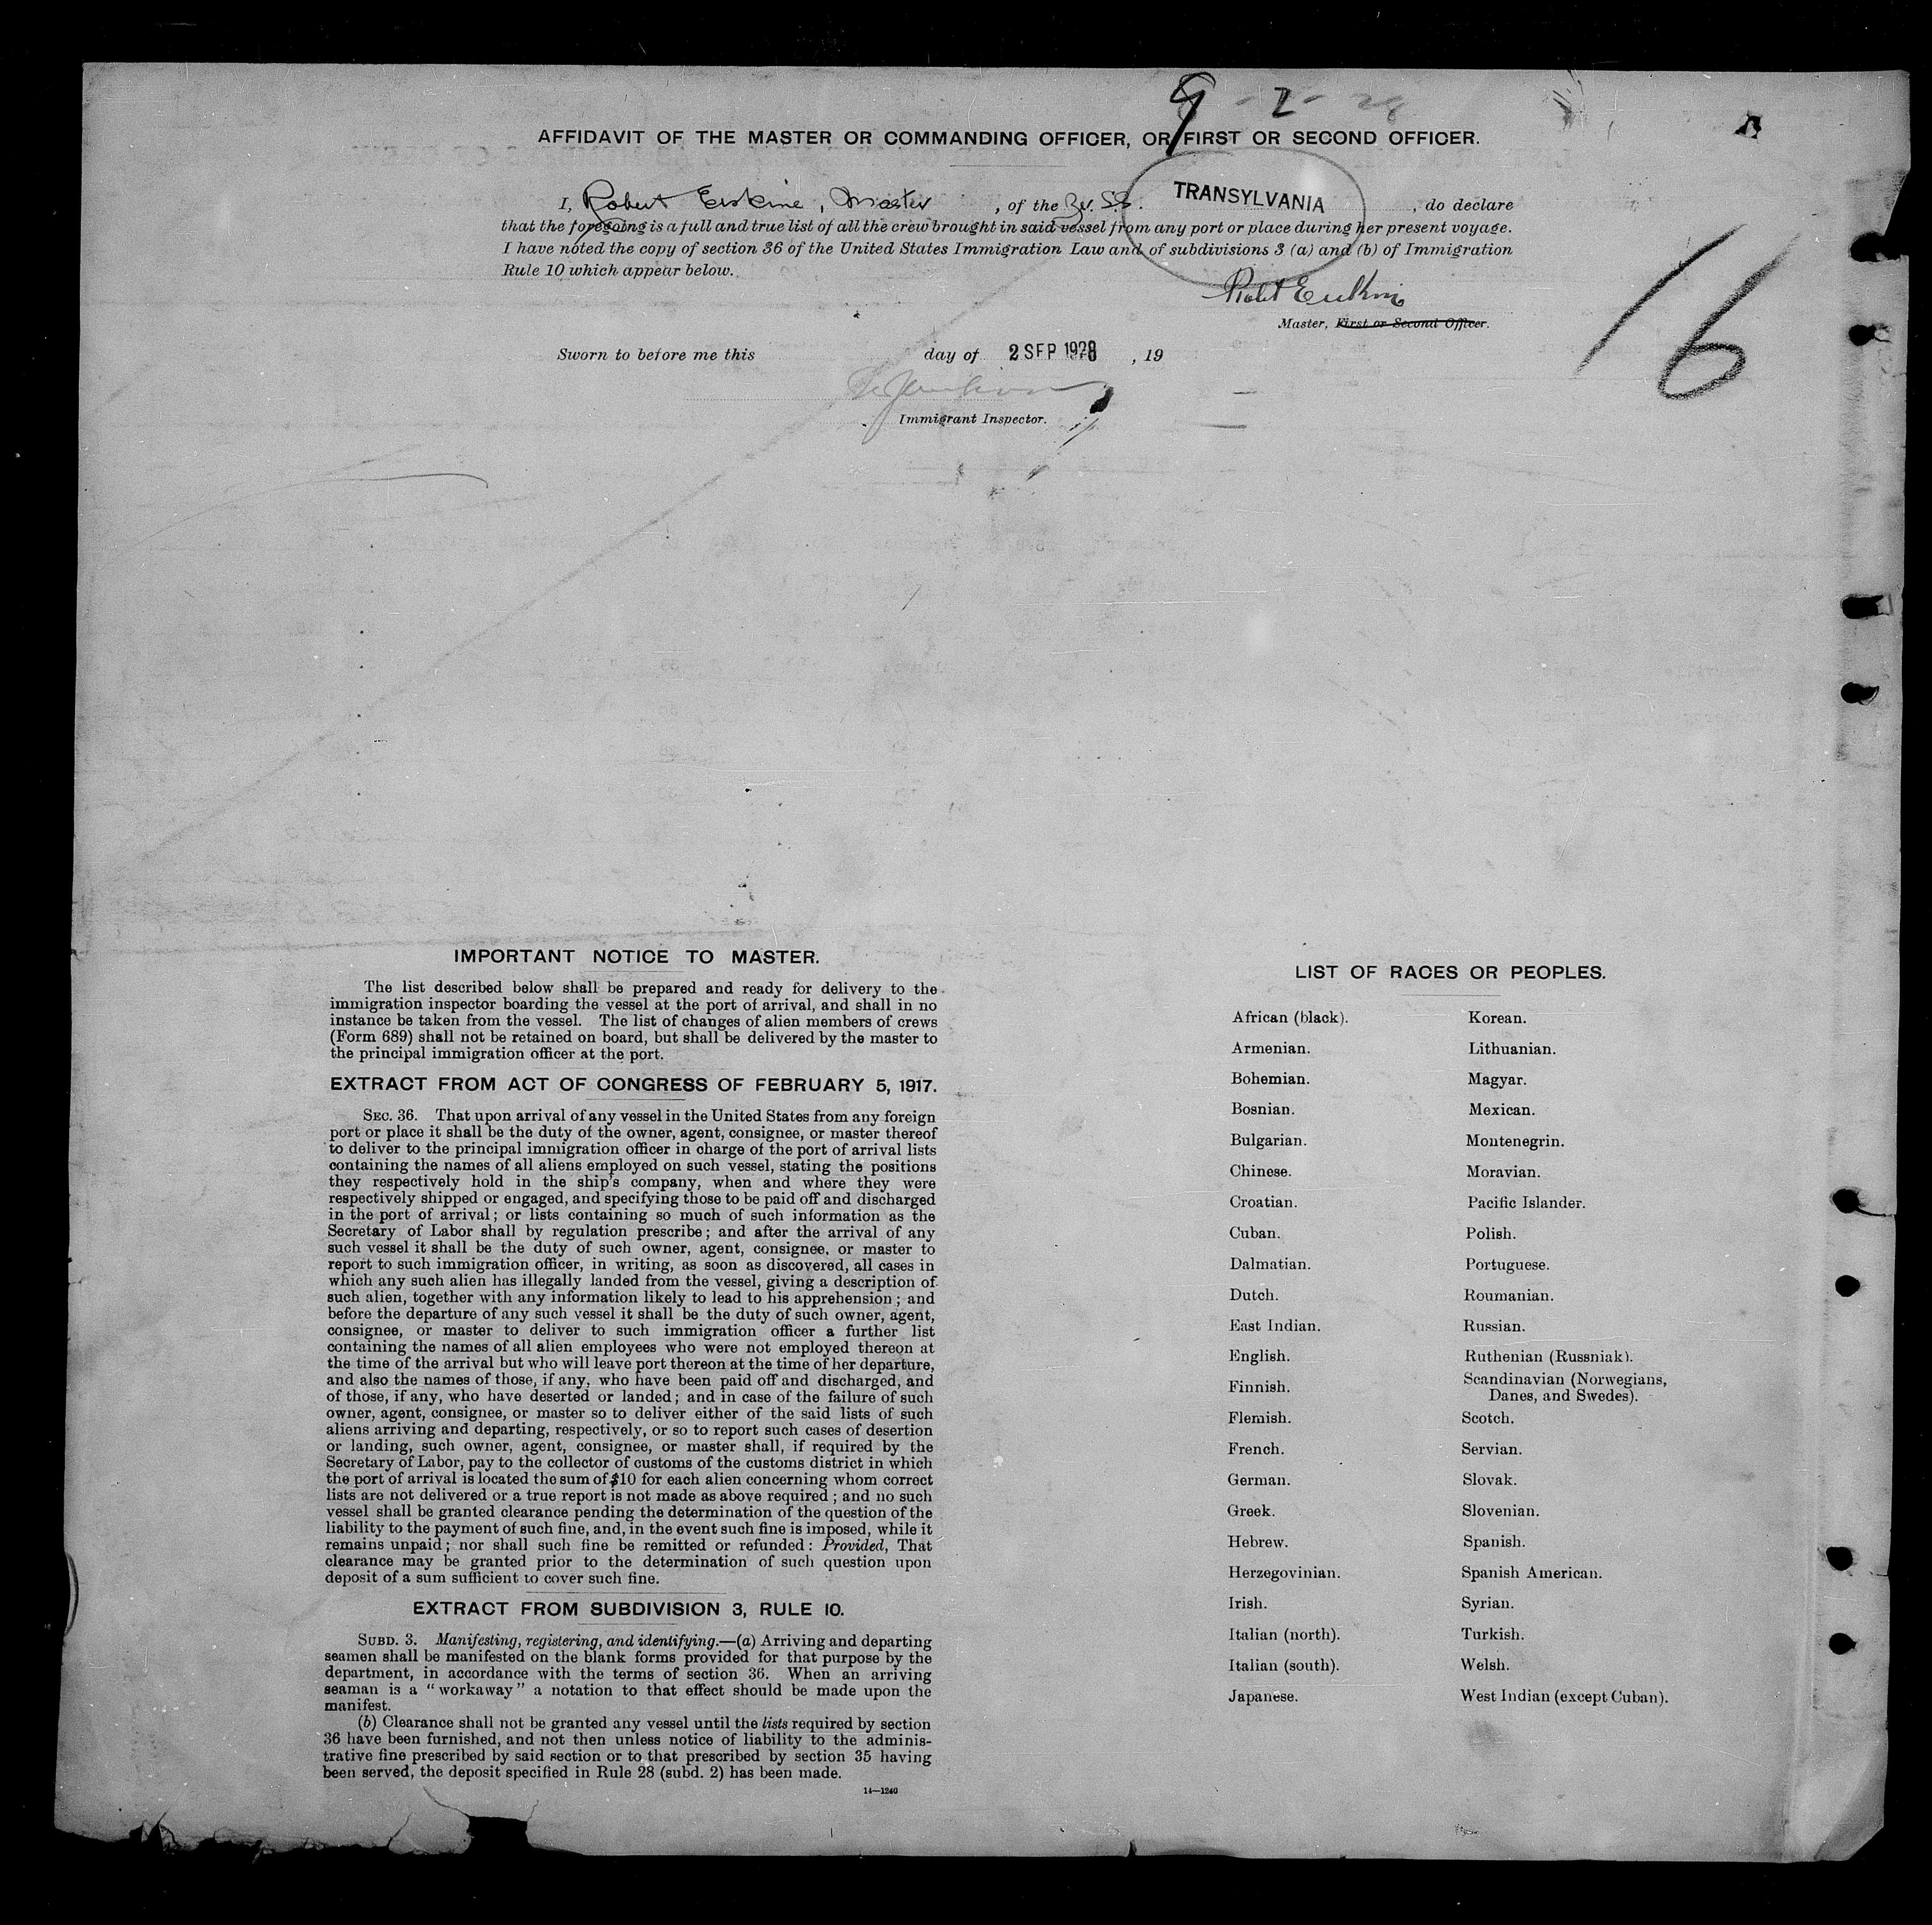 9-2-28
AFFIDAVIT OF THE MASTER OR COMMANDING OFFICER, OR FIRST OR SECOND OFFICER.
I, Robert Erskine, Master, of the Br. S.S. TRANSYLVANIA, do declare
that the foregoing is a full and true list of all the crew brought in said vessel from any port or place during her present voyage.
I have noted the copy of section 36 of the United States Immigration Law and of subdivisions 3 (a) and (b) of Immigration
Rule 10 which appear below.
Robt Erskine
Master, First or Second Officer.
16
Sworn to before me this day of 2 SEP 1928, 19
Immigrant Inspector.
IMPORTANT NOTICE TO MASTER.
The list described below shall be prepared and ready for delivery to the
immigration inspector boarding the vessel at the port of arrival, and shall in no
instance be taken from the vessel. The list of changes of alien members of crews
(Form 689) shall not be retained on board, but shall be delivered by the master to
the principal immigration officer at the port.
EXTRACT FROM ACT OF CONGRESS OF FEBRUARY 5, 1917.
SEC. 36. That upon arrival of any vessel in the United States from any foreign
port or place it shall be the duty of the owner, agent, consignee, or master thereof
to deliver to the principal immigration officer in charge of the port of arrival lists
containing the names of all aliens employed on such vessel, stating the positions
they respectively hold in the ship's company, when and where they were
respectively shipped or engaged, and specifying those to be paid off and discharged
in the port of arrival; or lists containing so much of such information as the
Secretary of Labor shall by regulation prescribe; and after the arrival of any
such vessel it shall be the duty of such owner, agent, consignee, or master to
report to such immigration officer, in writing, as soon as discovered, all cases in
which any such alien has illegally landed from the vessel, giving a description of
such alien, together with any information likely to lead to his apprehension; and
before the departure of any such vessel it shall be the duty of such owner, agent,
consignee, or master to deliver to such immigration officer a further list
containing the names of all alien employees who were not employed thereon at
the time of the arrival but who will leave port thereon at the time of her departure,
and also the names of those, if any, who have been paid off and discharged, and
of those, if any, who have deserted or landed; and in case of the failure of such
owner, agent, consignee, or master so to deliver either of the said lists of such
aliens arriving and departing, respectively, or so to report such cases of desertion
or landing, such owner, agent, consignee, or master shall, if required by the
Secretary of Labor, pay to the collector of customs of the customs district in which
the port of arrival is located the sum of $10 for each alien concerning whom correct
lists are not delivered or a true report is not made as above required; and no such
vessel shall be granted clearance pending the determination of the question of the
liability to the payment of such fine, and, in the event such fine is imposed, while it
remains unpaid; nor shall such fine be remitted or refunded: Provided, That
clearance may be granted prior to the determination of such question upon
deposit of a sum sufficient to cover such fine.
EXTRACT FROM SUBDIVISION 3, RULE 10.
SUBD. 3. Manifesting, registering, and identifying.—(a) Arriving and departing
seamen shall be manifested on the blank forms provided for that purpose by the
department, in accordance with the terms of section 36. When an arriving
seaman is a "workaway" a notation to that effect should be made upon the
manifest.
(b) Clearance shall not be granted any vessel until the lists required by section
36 have been furnished, and not then unless notice of liability to the adminis-
trative fine prescribed by said section or to that prescribed by section 35 having
been served, the deposit specified in Rule 28 (subd. 2) has been made.
14—1240
LIST OF RACES OR PEOPLES.
African (black). Korean.
Armenian. Lithuanian.
Bohemian. Magyar.
Bosnian. Mexican.
Bulgarian. Montenegrin.
Chinese. Moravian.
Croatian. Pacific Islander.
Cuban. Polish.
Dalmatian. Portuguese.
Dutch. Roumanian.
East Indian. Russian.
English. Ruthenian (Russniak).
Finnish. Scandinavian (Norwegians,
Danes, and Swedes).
Flemish. Scotch.
French. Servian.
German. Slovak.
Greek. Slovenian.
Hebrew. Spanish.
Herzegovinian. Spanish American.
Irish. Syrian.
Italian (north). Turkish.
Italian (south). Welsh.
Japanese. West Indian (except Cuban).